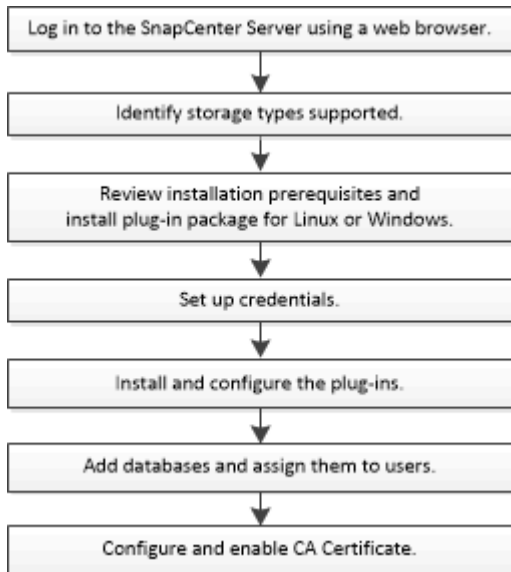 Log in to the SnapCenter Server using a web browser.
Identify storage types supported.
Review installation prerequisites and
install plug-in package for Linux or Windows.
Set up credentials.
Install and configure the plug-ins.
Add databases and assign them to users.
Configure and enable CA Certificate.